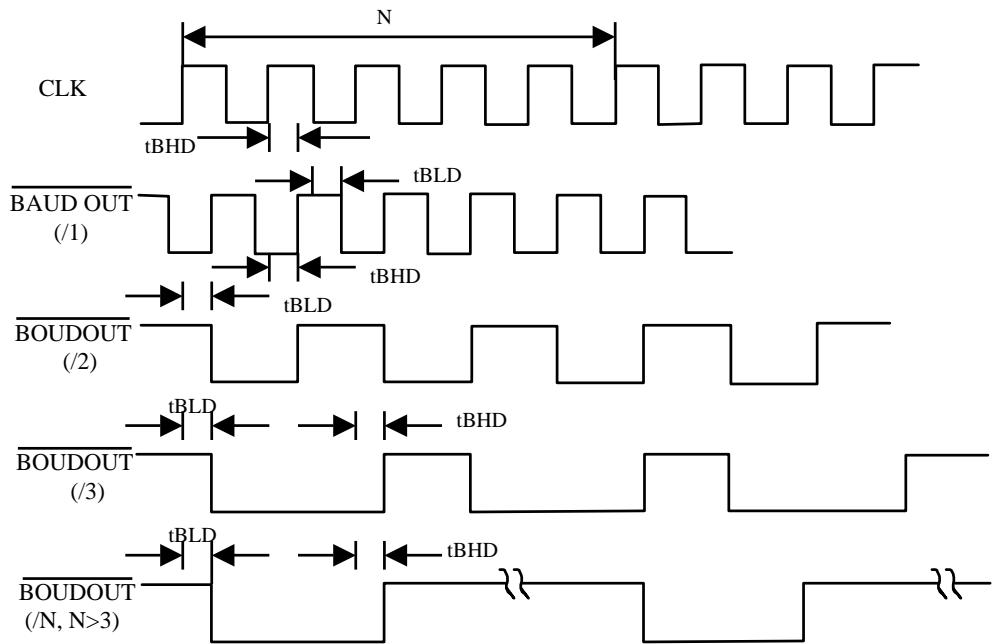 N
CLK
tBHD
tBLD
BAUD OUT
(/1)
tBHD
tBLD
BOUDOUT
(/2)
tBLD
tBHD
BOUDOUT
(/3)
tBLD
tBHD
BOUDOUT
(/N, N>3)